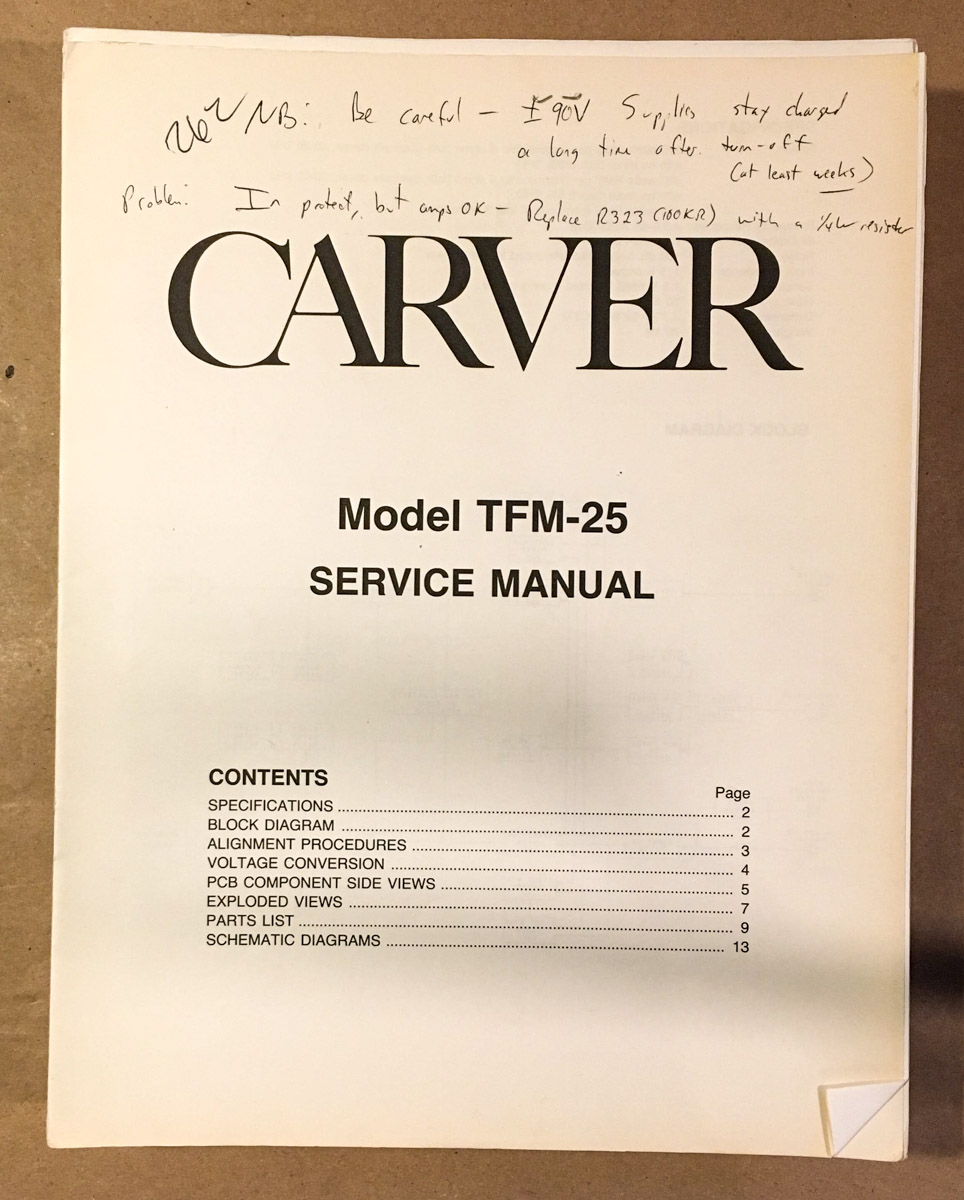 NB: Be careful – ± 90V Supplies stay charged
a long time after turn-off
(at least weeks)
Problem: In protect, but amps OK – Replace R323 (100KΩ) with a 1/4W resistor
CARVER
Model TFM-25
SERVICE MANUAL
CONTENTS
Page
SPECIFICATIONS ........ 2
BLOCK DIAGRAM ........ 2
ALIGNMENT PROCEDURES ........ 3
VOLTAGE CONVERSION ........ 4
PCB COMPONENT SIDE VIEWS ........ 5
EXPLODED VIEWS ........ 7
PARTS LIST ........ 9
SCHEMATIC DIAGRAMS ........ 13